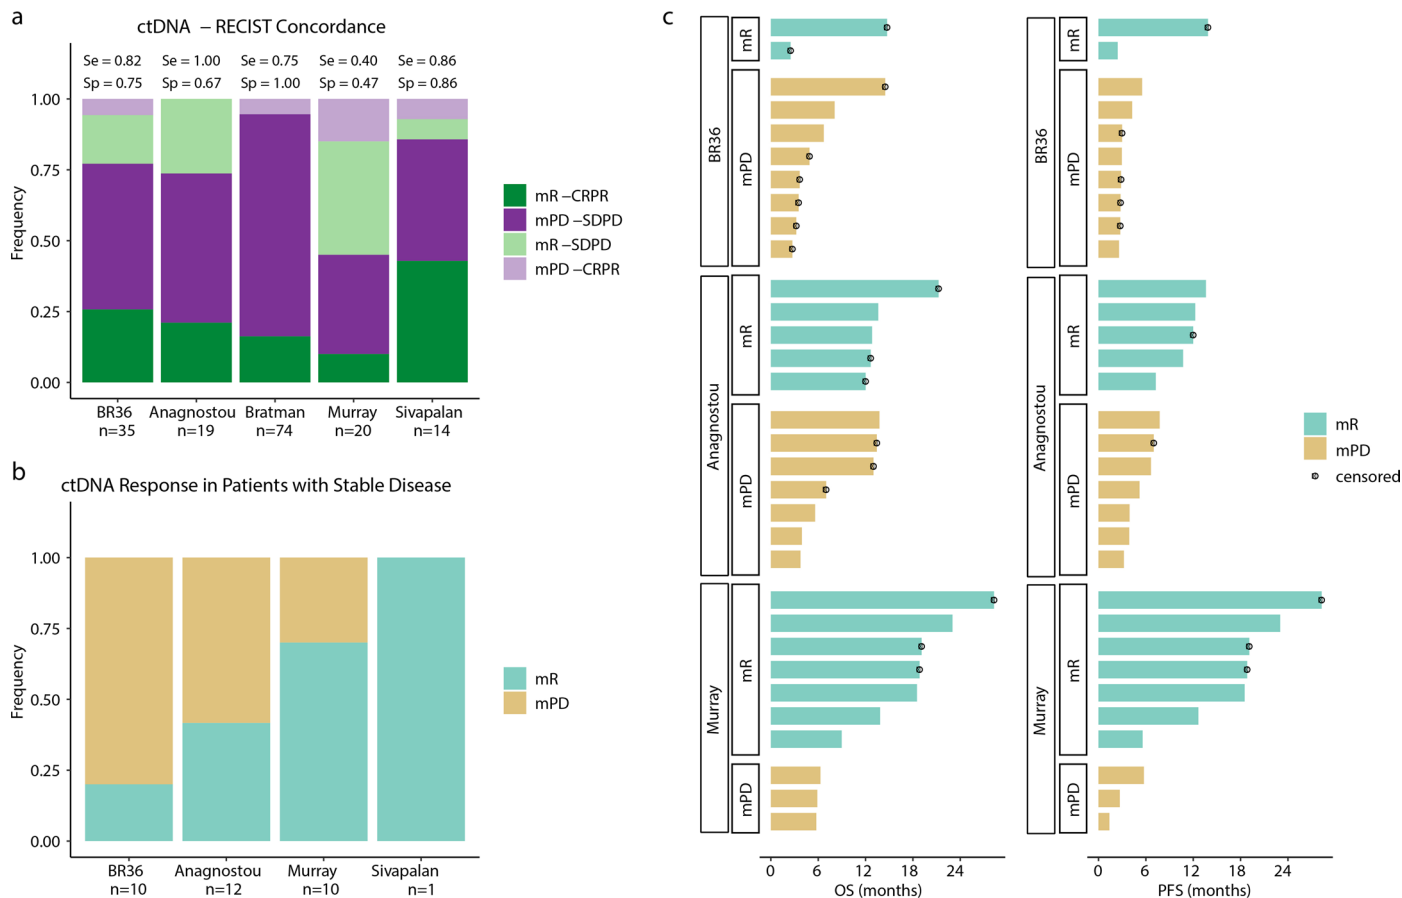 a
ctDNA – RECIST Concordance
Se = 0.82 Se = 1.00 Se = 0.75 Se = 0.40 Se = 0.86
Sp = 0.75 Sp = 0.67 Sp = 1.00 Sp = 0.47 Sp = 0.86
1.00
0.75
0.50
0.25
0.00
Frequency
BR36 Anagnostou Bratman Murray Sivapalan
n=35 n=19 n=74 n=20 n=14
mR –CRPR
mPD –SDPD
mR –SDPD
mPD –CRPR
b
ctDNA Response in Patients with Stable Disease
1.00
0.75
0.50
0.25
0.00
Frequency
BR36 Anagnostou Murray Sivapalan
n=10 n=12 n=10 n=1
mR
mPD
c
BR36
mR
mPD
Anagnostou
mR
mPD
Murray
mR
mPD
0 6 12 18 24
OS (months)
BR36
mR
mPD
Anagnostou
mR
mPD
Murray
mR
mPD
0 6 12 18 24
PFS (months)
mR
mPD
censored